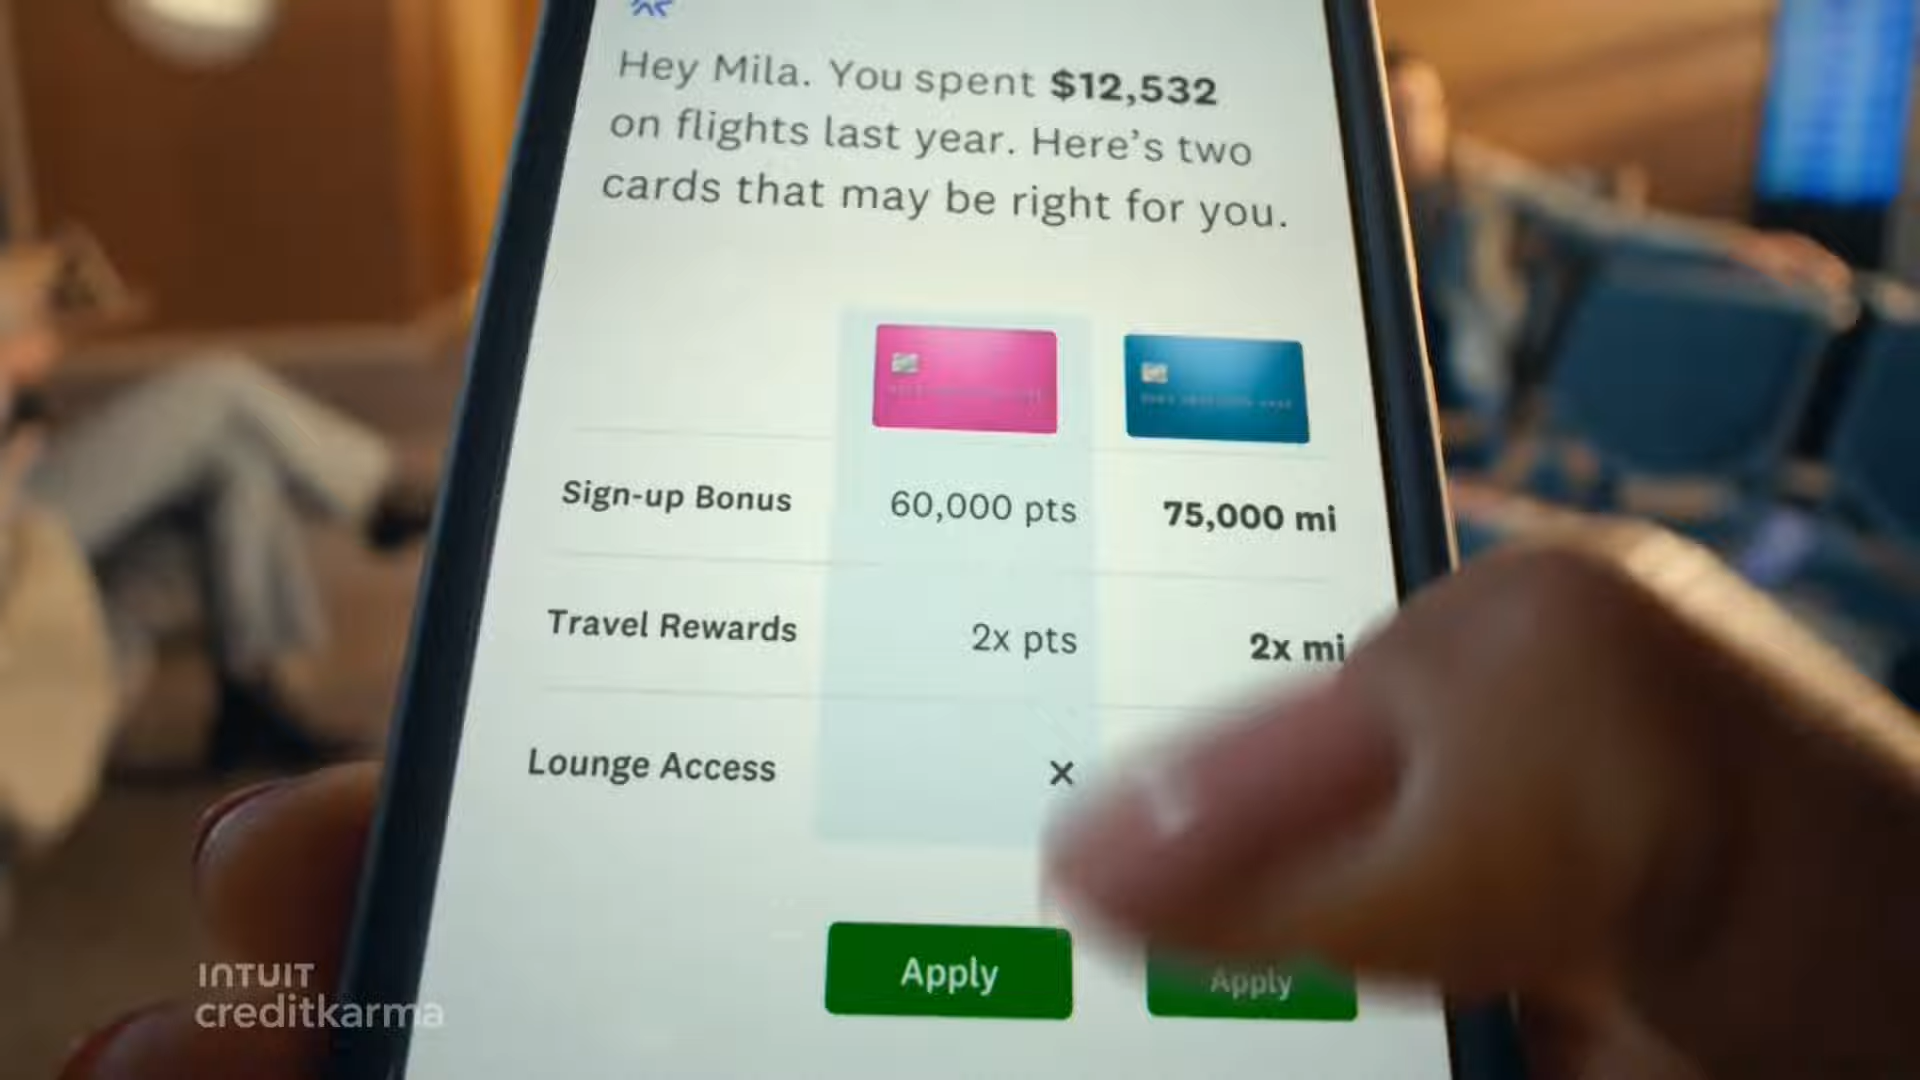 Hey Mila. You spent $12,532
on flights last year. Here's two
cards that may be right for you.
Sign-up Bonus 60,000 pts 75,000 mi
Travel Rewards 2x pts 2x mi
Lounge Access ×
Apply Apply
INTUIT
creditkarma